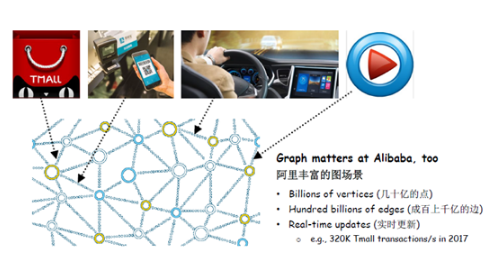 TMALL
Graph matters at Alibaba, too
阿里丰富的图场景
• Billions of vertices (几十亿的点)
• Hundred billions of edges (成百上千亿的边)
• Real-time updates (实时更新)
o e.g., 320K Tmall transactions/s in 2017